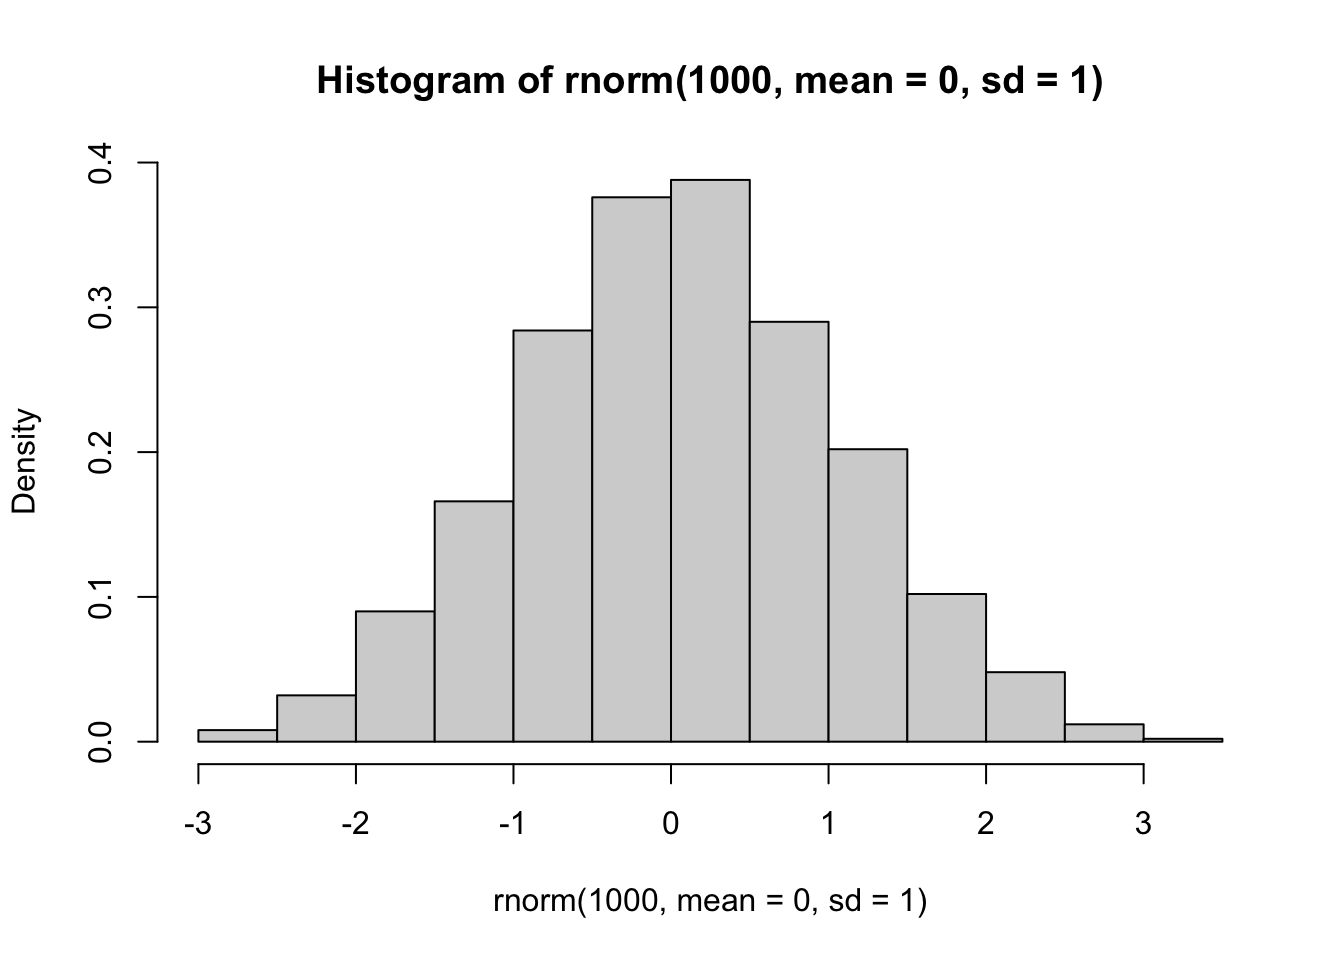 Histogram of rnorm(1000, mean = 0, sd = 1)
Density
0.4
0.3
0.2
0.1
0.0
-3 -2 -1 0 1 2 3
rnorm(1000, mean = 0, sd = 1)